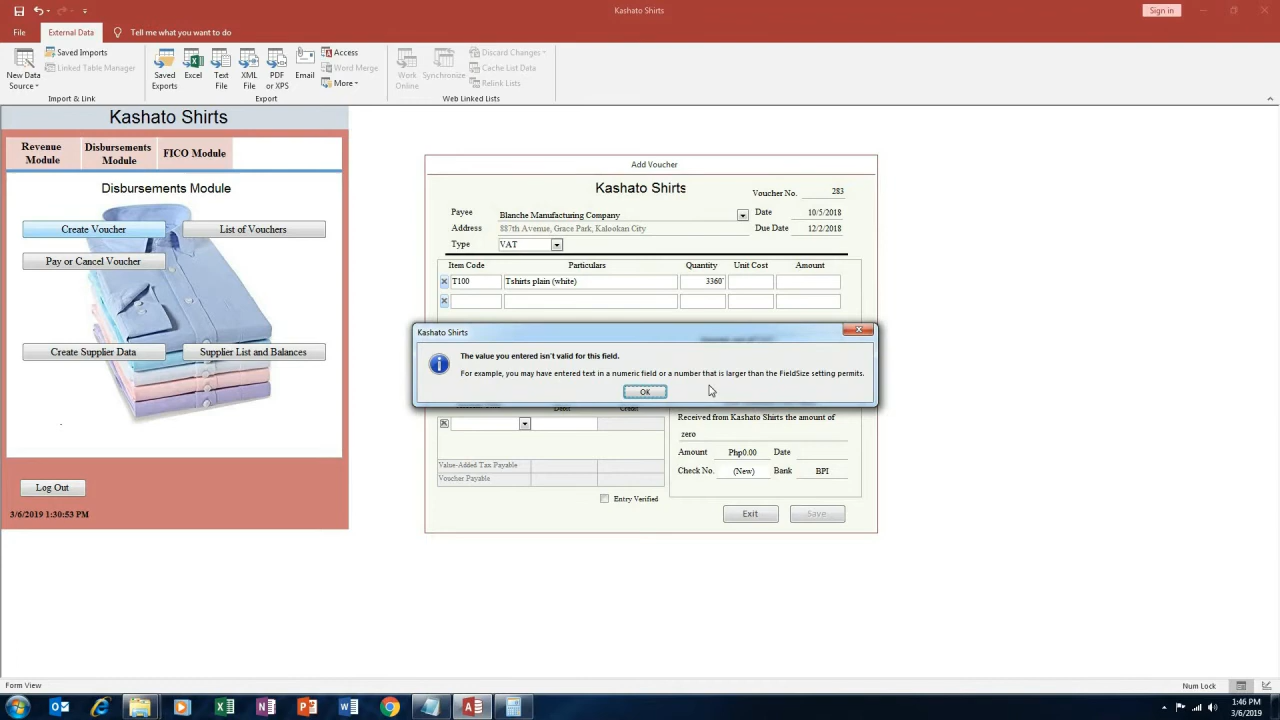 Kashato Shirts
Sign in
File
External Data
Tell me what you want to do
New Data Source
Saved Imports
Linked Table Manager
Import & Link
Saved Exports
Excel
Text File
XML File
PDF or XPS
Email
Access
Word Merge
More
Export
Work Online
Synchronize
Discard Changes
Cache List Data
Relink Lists
Web Linked Lists
Kashato Shirts
Revenue Module
Disbursements Module
FICO Module
Disbursements Module
Create Voucher
List of Vouchers
Pay or Cancel Voucher
Create Supplier Data
Supplier List and Balances
Log Out
3/6/2019 1:30:53 PM
Add Voucher
Kashato Shirts
Voucher No. 283
Payee Blanche Manufacturing Company Date 10/5/2018
Address 887th Avenue, Grace Park, Kalookan City Due Date 12/2/2018
Type VAT
Item Code Particulars Quantity Unit Cost Amount
T100 Tshirts plain (white) 3360`
Kashato Shirts
The value you entered isn't valid for this field.
For example, you may have entered text in a numeric field or a number that is larger than the FieldSize setting permits.
OK
Debit Credit
Value-Added Tax Payable
Voucher Payable
Entry Verified
Received from Kashato Shirts the amount of
zero
Amount Php0.00 Date
Check No. (New) Bank BPI
Exit
Save
Form View
Num Lock
1:46 PM
3/6/2019